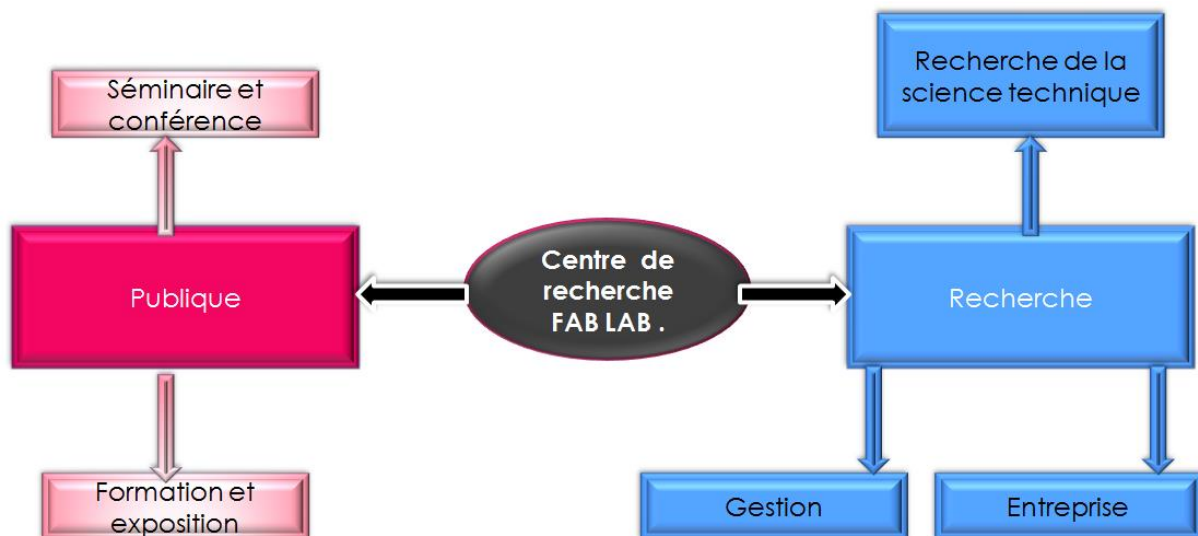 Séminaire et
conférence
Recherche de la
science technique
Publique
Centre de
recherche
FAB LAB .
Recherche
Formation et
exposition
Gestion
Entreprise